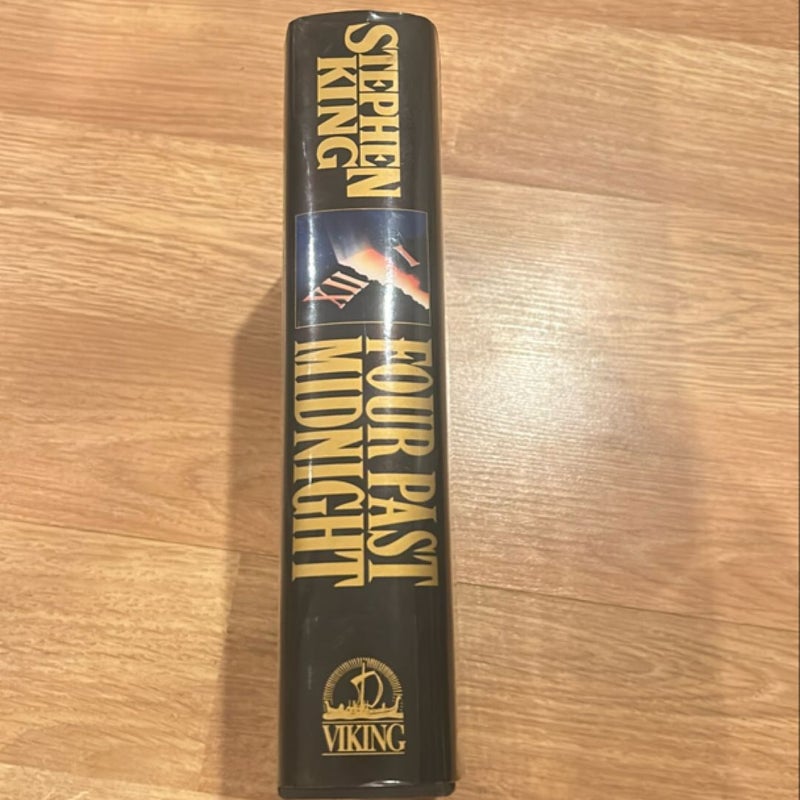 STEPHEN
KING
I
XII
FOUR PAST
MIDNIGHT
VIKING